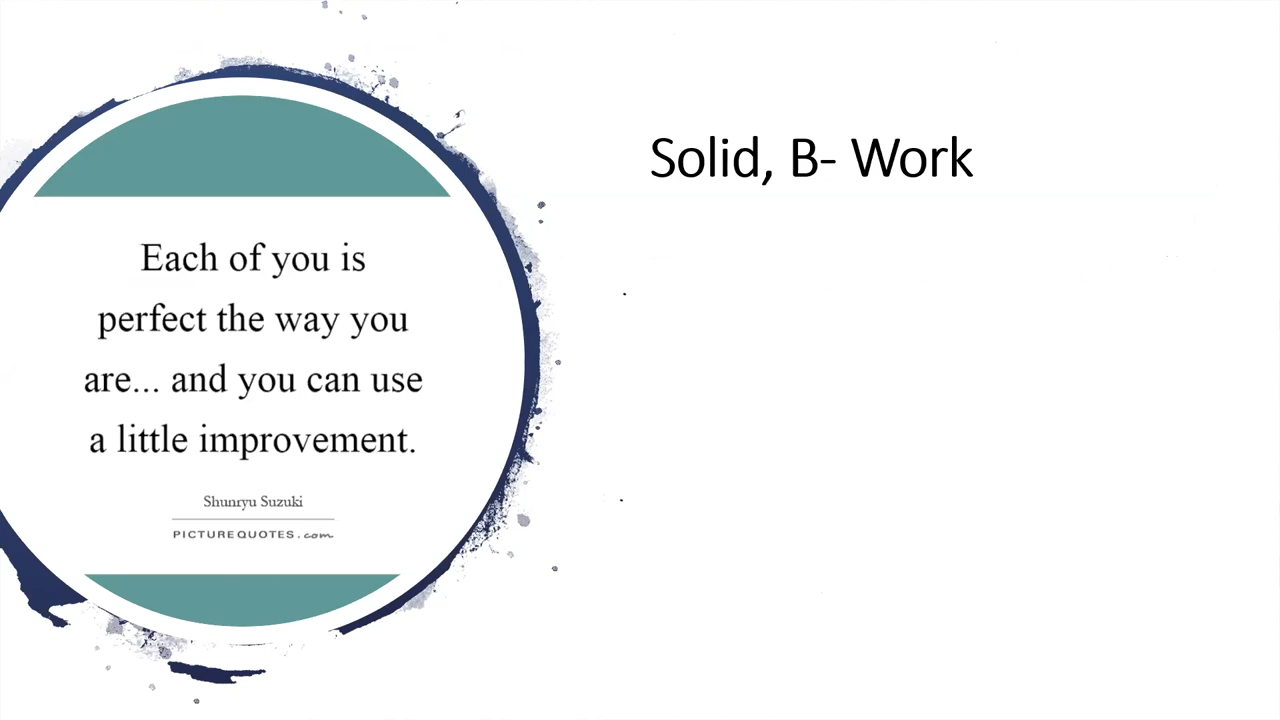 Solid, B- Work
Each of you is
perfect the way you
are... and you can use
a little improvement.
Shunryu Suzuki
PICTUREQUOTES.com